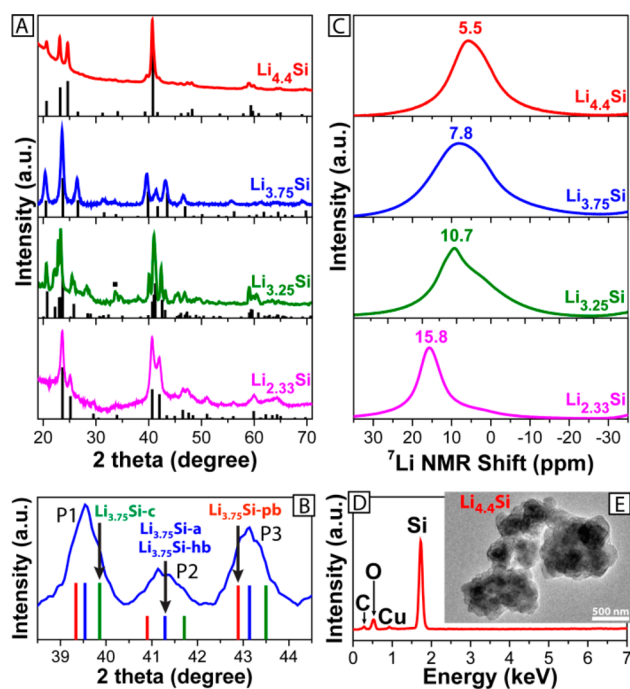 A
Intensity (a.u.)
Li4.4Si
Li3.75Si
Li3.25Si
Li2.33Si
20 30 40 50 60 70
2 theta (degree)
C
Intensity (a.u.)
5.5
Li4.4Si
7.8
Li3.75Si
10.7
Li3.25Si
15.8
Li2.33Si
30 20 10 0 -10 -20 -30
7Li NMR Shift (ppm)
B
Intensity (a.u.)
P1
Li3.75Si-c
Li3.75Si-a
Li3.75Si-hb
P2
Li3.75Si-pb
P3
39 40 41 42 43 44
2 theta (degree)
D
Intensity (a.u.)
C
O
Cu
Si
0 1 2 3 4 5 6 7
Energy (keV)
Li4.4Si
E
500 nm